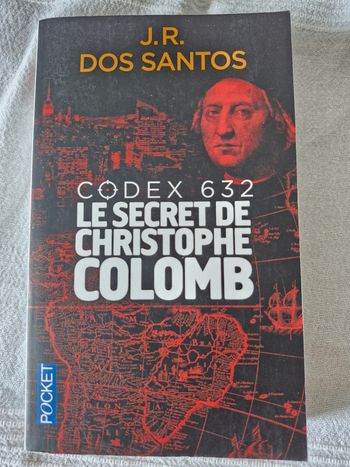 J.R.
DOS SANTOS
CODEX 632
LE SECRET DE
CHRISTOPHE
COLOMB
POCKET